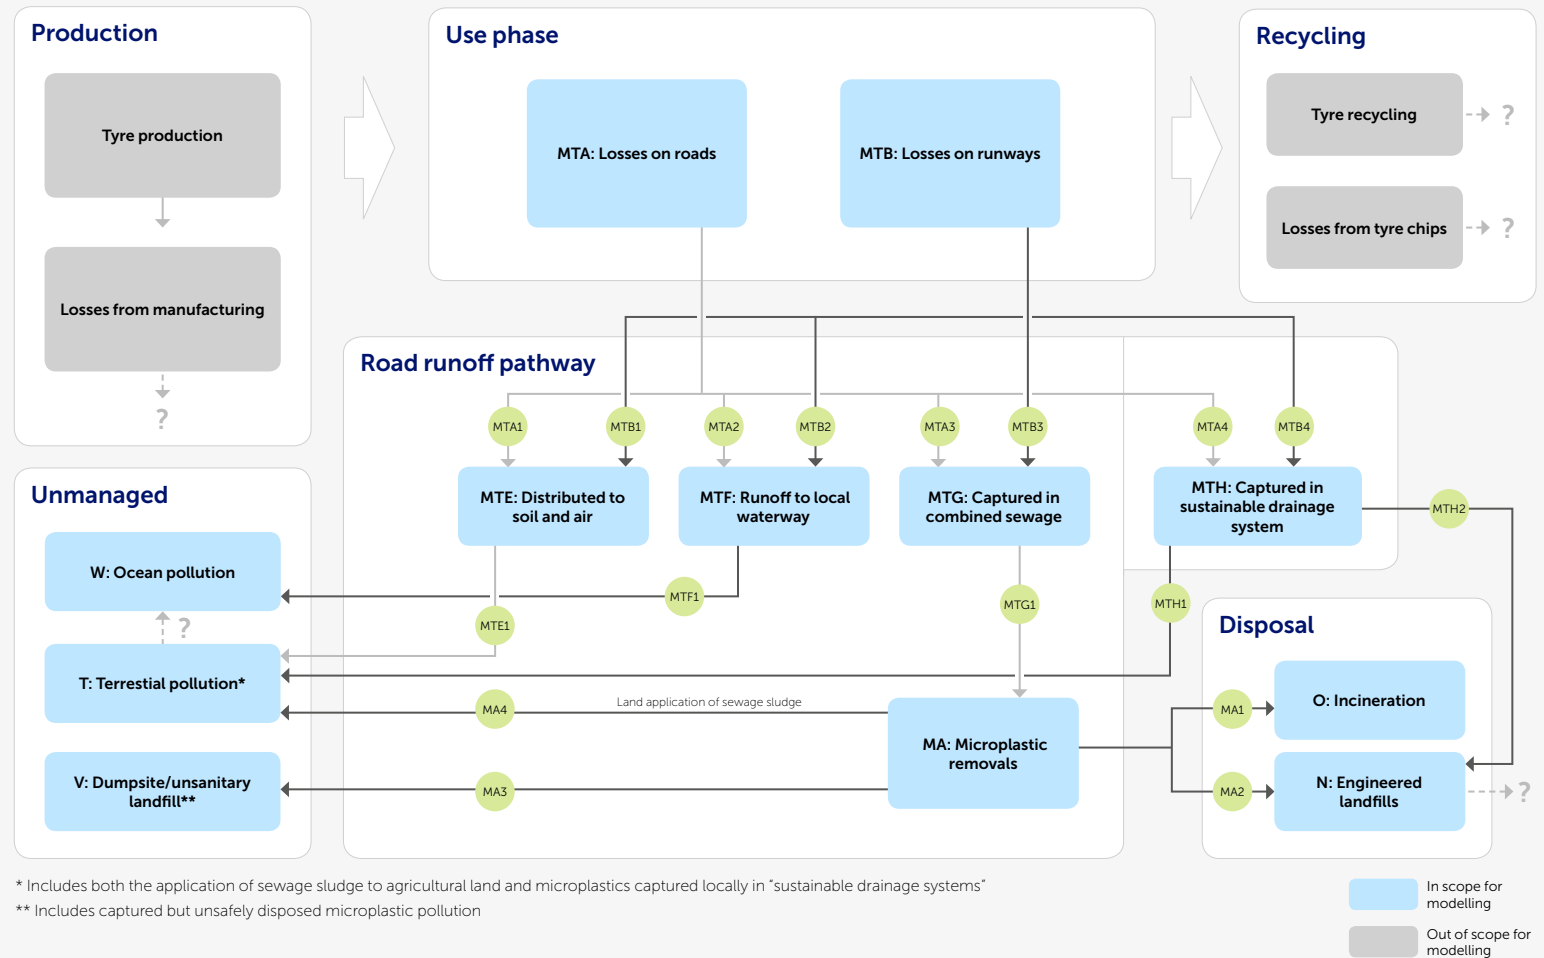 Production
Tyre production
Losses from manufacturing
?
Use phase
MTA: Losses on roads
MTB: Losses on runways
Recycling
Tyre recycling
?
Losses from tyre chips
?
Road runoff pathway
MTA1
MTB1
MTA2
MTB2
MTA3
MTB3
MTA4
MTB4
MTE: Distributed to
soil and air
MTF: Runoff to local
waterway
MTG: Captured in
combined sewage
MTH: Captured in
sustainable drainage
system
MTH2
Unmanaged
W: Ocean pollution
?
T: Terrestial pollution*
V: Dumpsite/unsanitary
landfill**
MTF1
MTE1
MTG1
MTH1
MA4
Land application of sewage sludge
MA3
MA: Microplastic
removals
Disposal
MA1
O: Incineration
MA2
N: Engineered
landfills
?
* Includes both the application of sewage sludge to agricultural land and microplastics captured locally in “sustainable drainage systems”
** Includes captured but unsafely disposed microplastic pollution
In scope for
modelling
Out of scope for
modelling